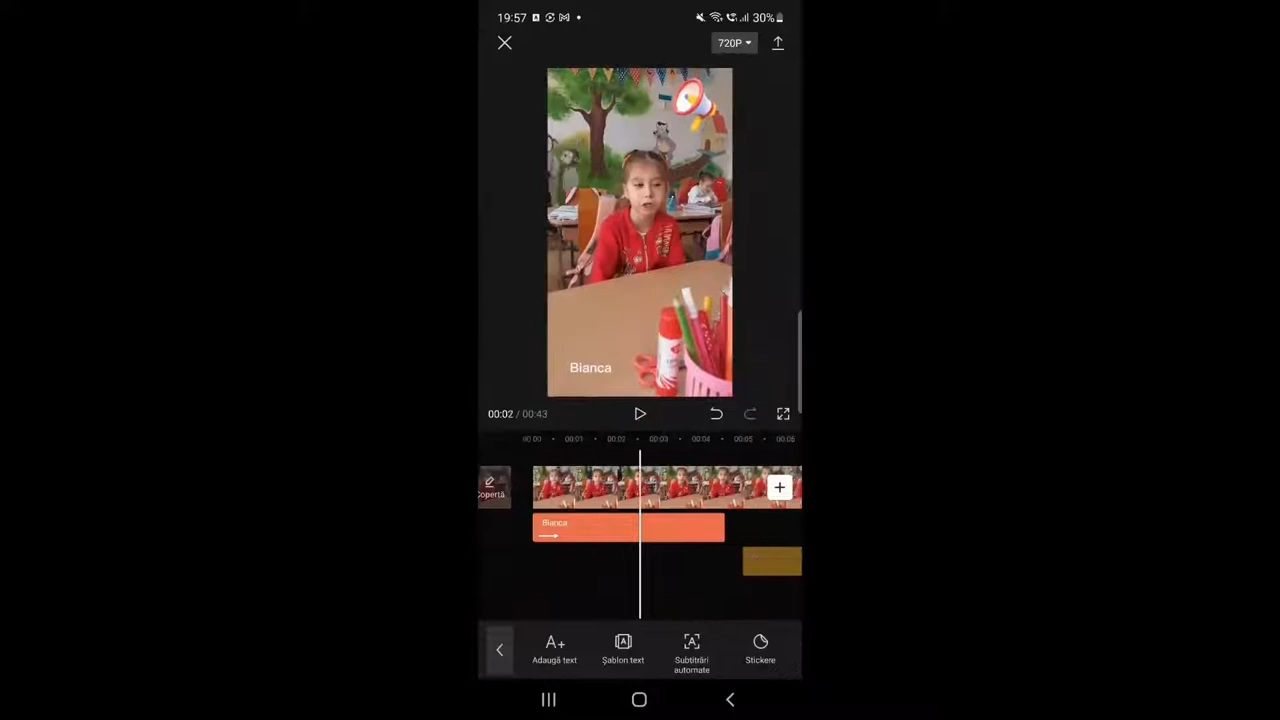 19:57
30%
720P
Bianca
00:02 / 00:43
00:00 00:01 00:02 00:03 00:04 00:05 00:06
Copertă
Bianca
Adaugă text
Șablon text
Subtitrări
automate
Stickere